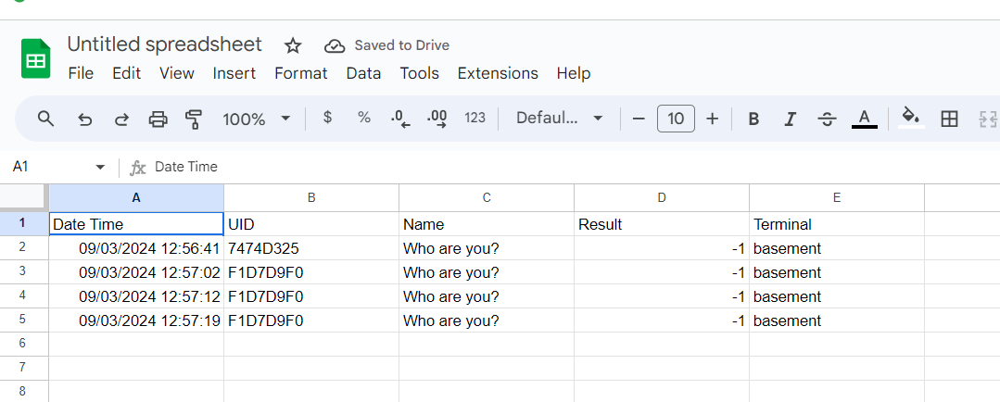 Untitled spreadsheet Saved to Drive
File Edit View Insert Format Data Tools Extensions Help
100% $ % .0 .00 123 Defaul... 10 B I S A
A1 fx Date Time
A B C D E
1 Date Time UID Name Result Terminal
2 09/03/2024 12:56:41 7474D325 Who are you? -1 basement
3 09/03/2024 12:57:02 F1D7D9F0 Who are you? -1 basement
4 09/03/2024 12:57:12 F1D7D9F0 Who are you? -1 basement
5 09/03/2024 12:57:19 F1D7D9F0 Who are you? -1 basement
6
7
8